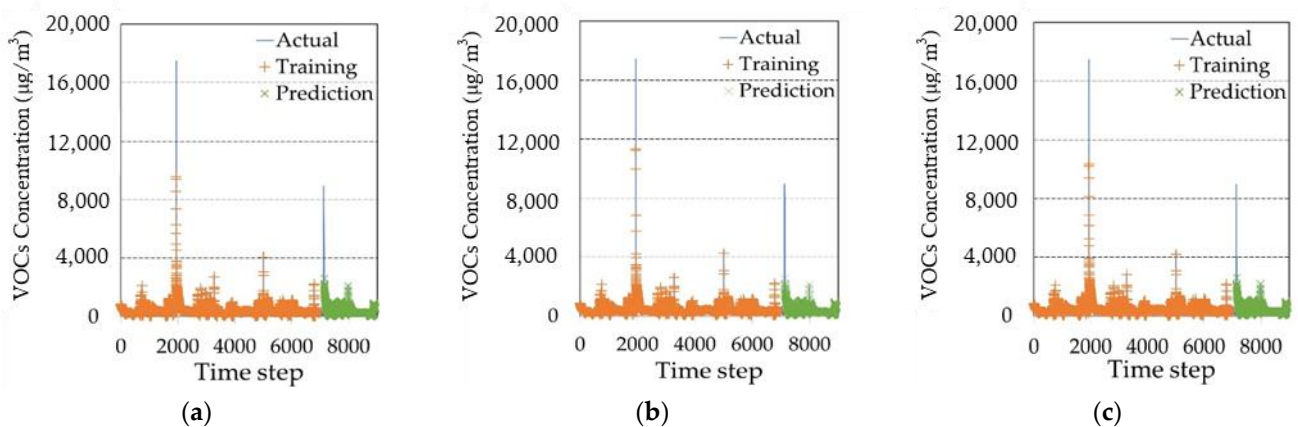 20,000
16,000
12,000
8,000
4,000
0
VOCs Concentration (µg/m³)
Actual
Training
Prediction
0 2000 4000 6000 8000
Time step
(a)
20,000
16,000
12,000
8,000
4,000
0
VOCs Concentration (µg/m³)
Actual
Training
Prediction
0 2000 4000 6000 8000
Time step
(b)
20,000
16,000
12,000
8,000
4,000
0
VOCs Concentration (µg/m³)
Actual
Training
Prediction
0 2000 4000 6000 8000
Time step
(c)